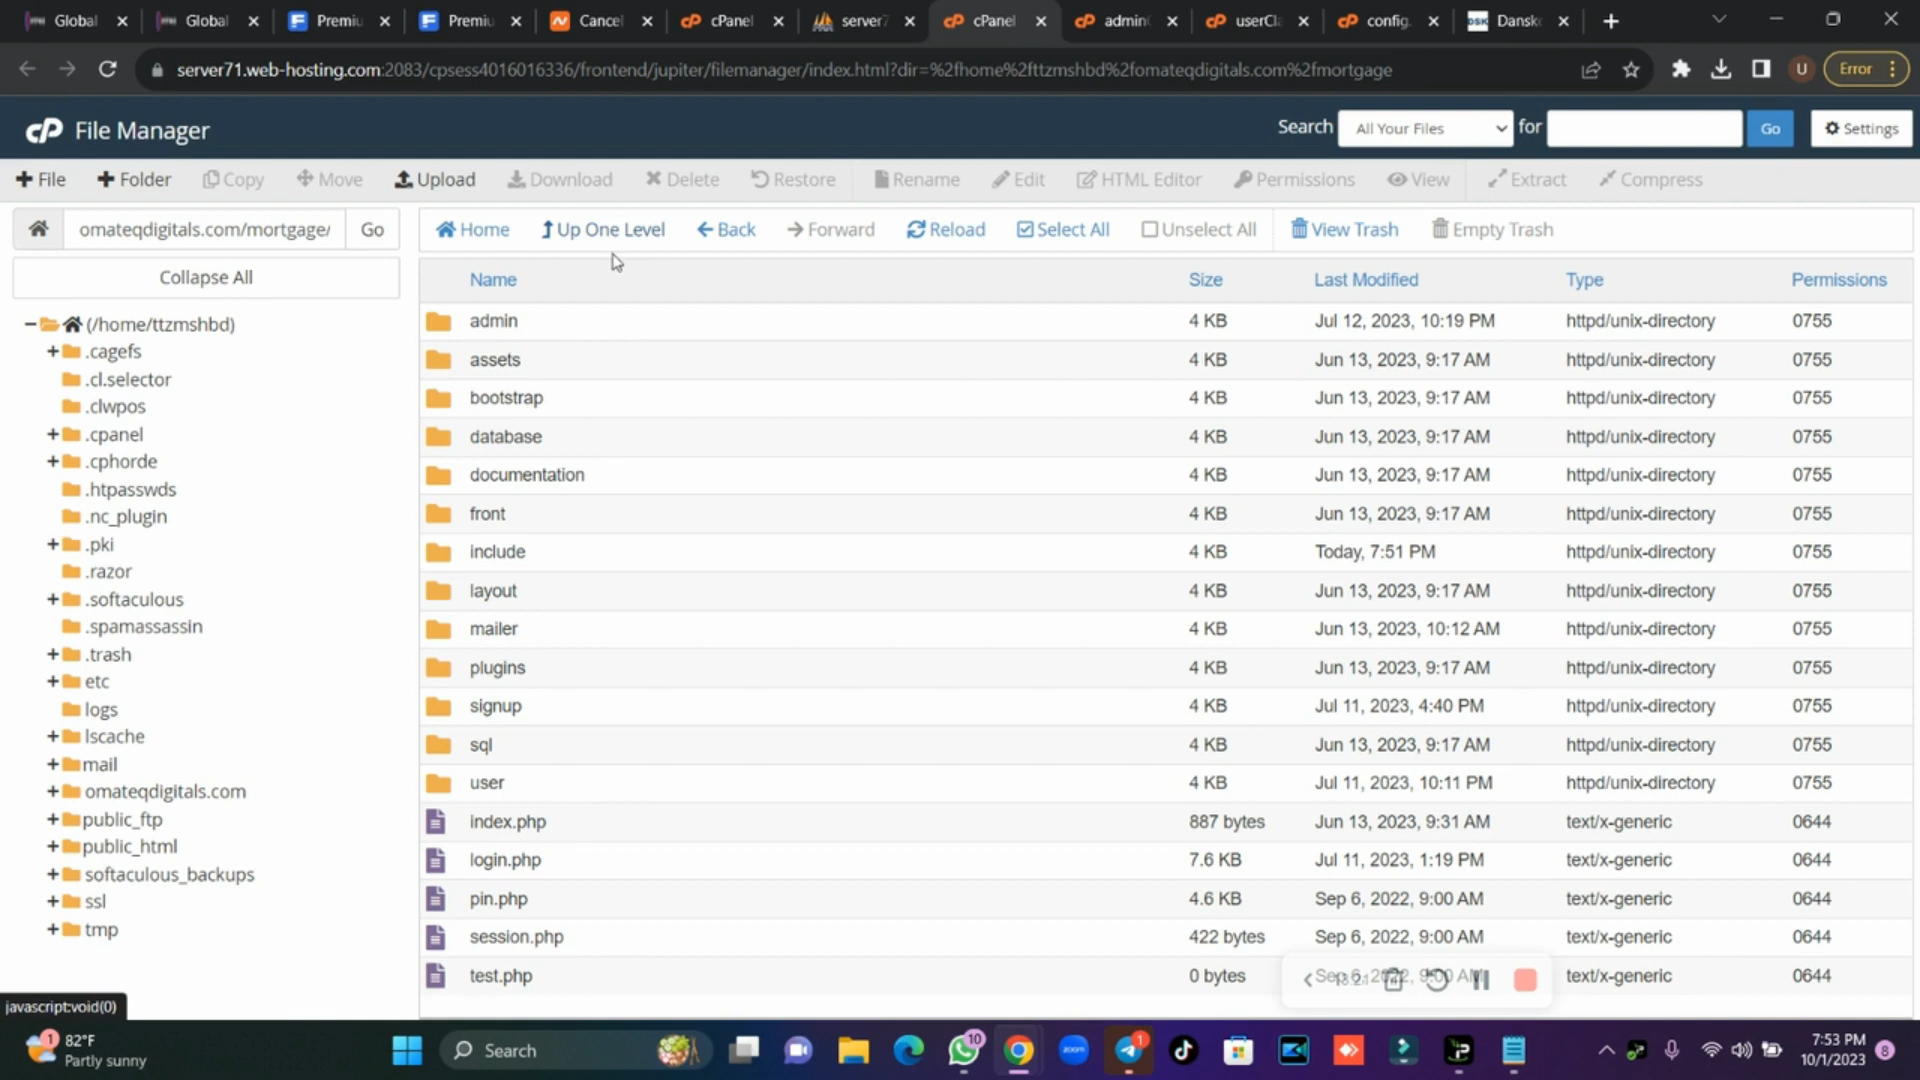 Global
Global
Premiu
Premiu
Cancel
cPanel
server7
cPanel
admin
userCla
config.
DSK Dansk
server71.web-hosting.com:2083/cpsess4016016336/frontend/jupiter/filemanager/index.html?dir=%2fhome%2fttzmshbd%2fomateqdigitals.com%2fmortgage
U
Error
cP File Manager
Search All Your Files for Go Settings
File Folder Copy Move Upload Download Delete Restore Rename Edit HTML Editor Permissions View Extract Compress
omateqdigitals.com/mortgage/ Go
Home Up One Level Back Forward Reload Select All Unselect All View Trash Empty Trash
Collapse All
(/home/ttzmshbd)
.cagefs
.cl.selector
.clwpos
.cpanel
.cphorde
.htpasswds
.nc_plugin
.pki
.razor
.softaculous
.spamassassin
.trash
etc
logs
lscache
mail
omateqdigitals.com
public_ftp
public_html
softaculous_backups
ssl
tmp
Name Size Last Modified Type Permissions
admin 4 KB Jul 12, 2023, 10:19 PM httpd/unix-directory 0755
assets 4 KB Jun 13, 2023, 9:17 AM httpd/unix-directory 0755
bootstrap 4 KB Jun 13, 2023, 9:17 AM httpd/unix-directory 0755
database 4 KB Jun 13, 2023, 9:17 AM httpd/unix-directory 0755
documentation 4 KB Jun 13, 2023, 9:17 AM httpd/unix-directory 0755
front 4 KB Jun 13, 2023, 9:17 AM httpd/unix-directory 0755
include 4 KB Today, 7:51 PM httpd/unix-directory 0755
layout 4 KB Jun 13, 2023, 9:17 AM httpd/unix-directory 0755
mailer 4 KB Jun 13, 2023, 10:12 AM httpd/unix-directory 0755
plugins 4 KB Jun 13, 2023, 9:17 AM httpd/unix-directory 0755
signup 4 KB Jul 11, 2023, 4:40 PM httpd/unix-directory 0755
sql 4 KB Jun 13, 2023, 9:17 AM httpd/unix-directory 0755
user 4 KB Jul 11, 2023, 10:11 PM httpd/unix-directory 0755
index.php 887 bytes Jun 13, 2023, 9:31 AM text/x-generic 0644
login.php 7.6 KB Jul 11, 2023, 1:19 PM text/x-generic 0644
pin.php 4.6 KB Sep 6, 2022, 9:00 AM text/x-generic 0644
session.php 422 bytes Sep 6, 2022, 9:00 AM text/x-generic 0644
test.php 0 bytes Sep 6, 2022, 9:00 AM text/x-generic 0644
javascript:void(0)
1
82°F
Partly sunny
Search
10
zoom
1
7:53 PM
10/1/2023
8